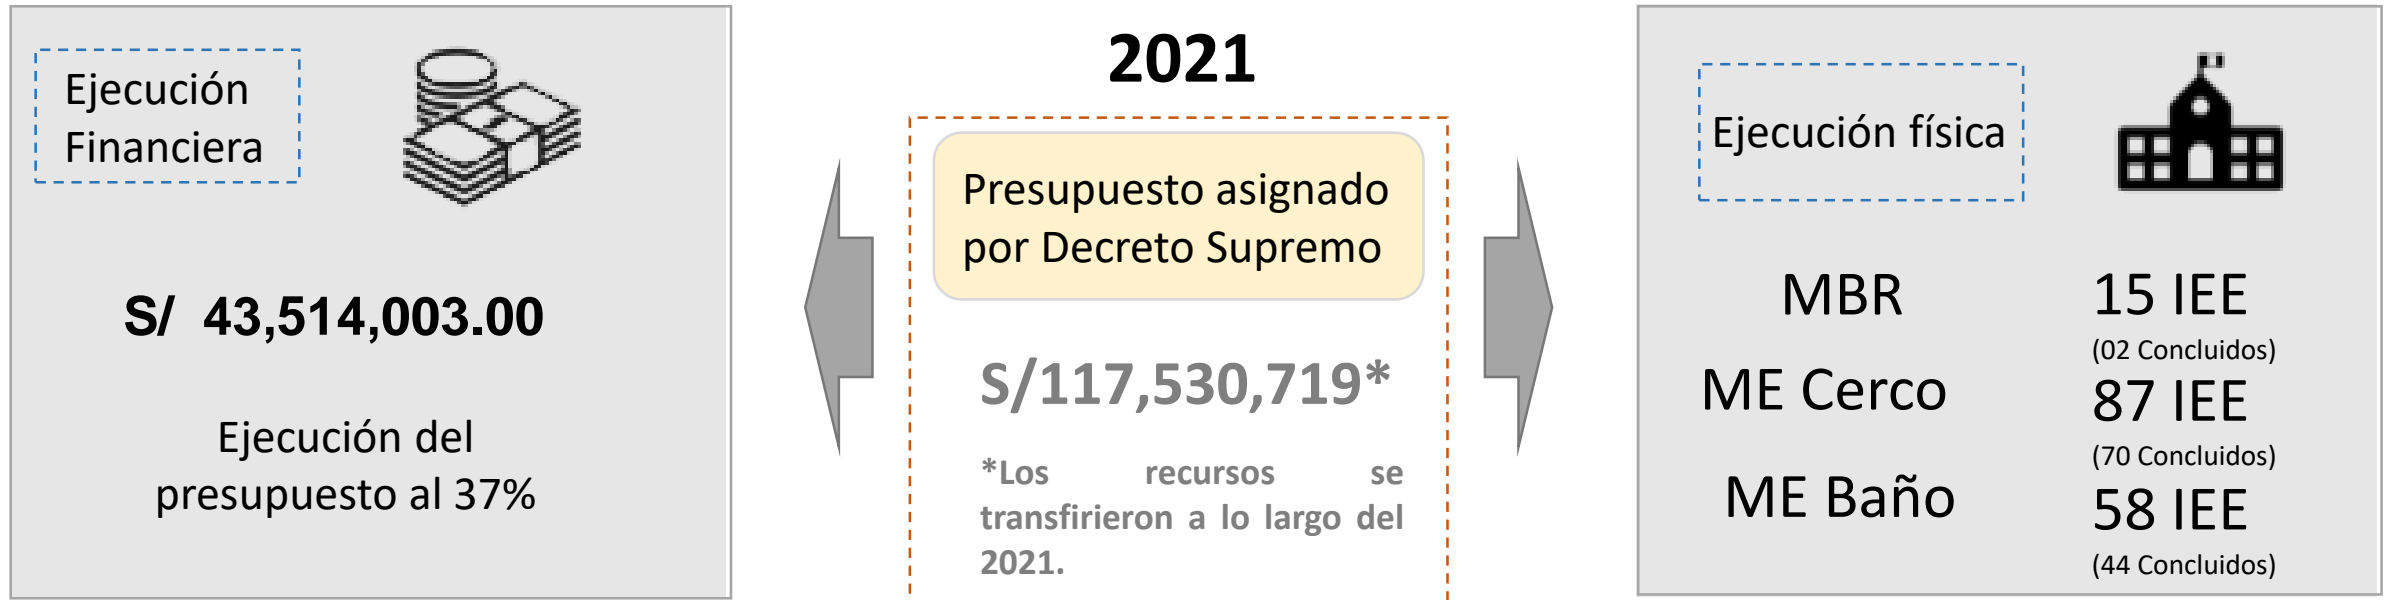 Ejecución
Financiera
S/ 43,514,003.00
Ejecución del
presupuesto al 37%
2021
Presupuesto asignado
por Decreto Supremo
S/117,530,719*
*Los recursos se
transfirieron a lo largo del
2021.
Ejecución física
MBR 15 IEE
(02 Concluidos)
ME Cerco 87 IEE
(70 Concluidos)
ME Baño 58 IEE
(44 Concluidos)